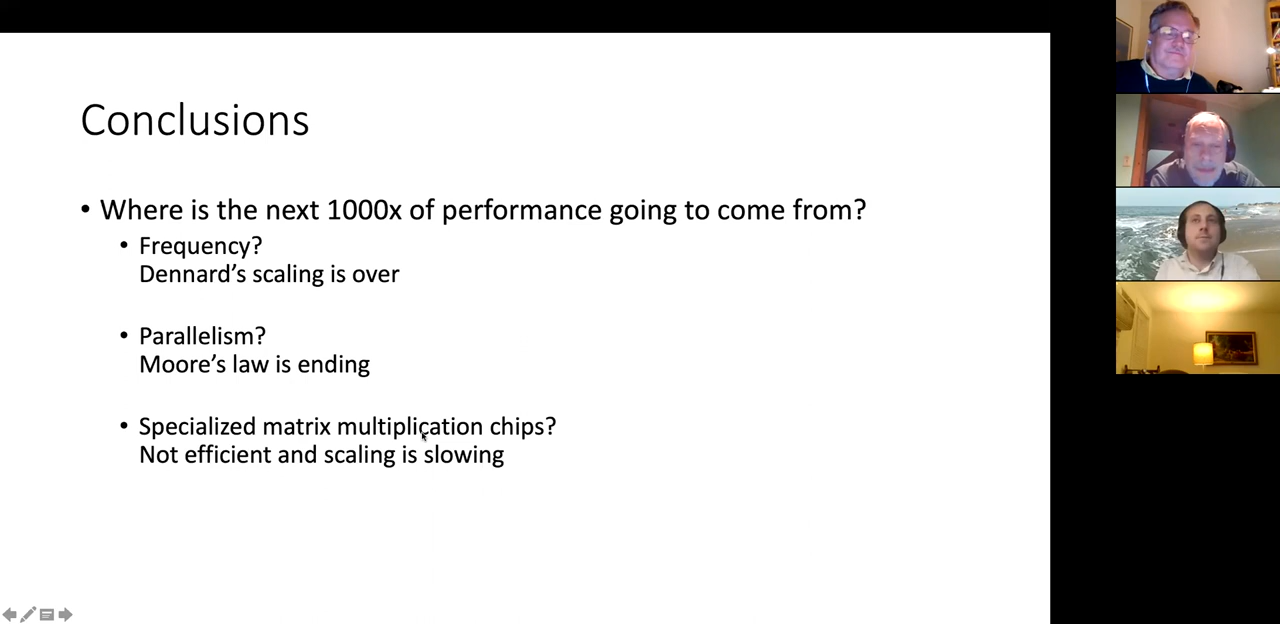 Conclusions
• Where is the next 1000x of performance going to come from?
• Frequency?
Dennard’s scaling is over
• Parallelism?
Moore’s law is ending
• Specialized matrix multiplication chips?
Not efficient and scaling is slowing